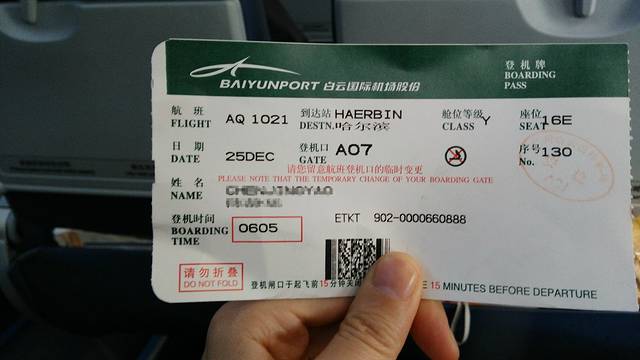 BAIYUNPORT 白云国际机场股份
登机牌
BOARDING
PASS
航班 AQ 1021 到达站 HAERBIN 舱位等级 Y 座位 16E
FLIGHT DESTN. 哈尔滨 CLASS SEAT
日期 25DEC 登机口 A07 序号 130
DATE GATE No.
请您留意航班登机口的临时变更
PLEASE NOTE THAT THE TEMPORARY CHANGE OF YOUR BOARDING GATE
姓名
NAME
登机时间 ETKT 902-0000660888
BOARDING 0605
TIME
请勿折叠
DO NOT FOLD
登机闸口于起飞前15分钟关闭 15 MINUTES BEFORE DEPARTURE